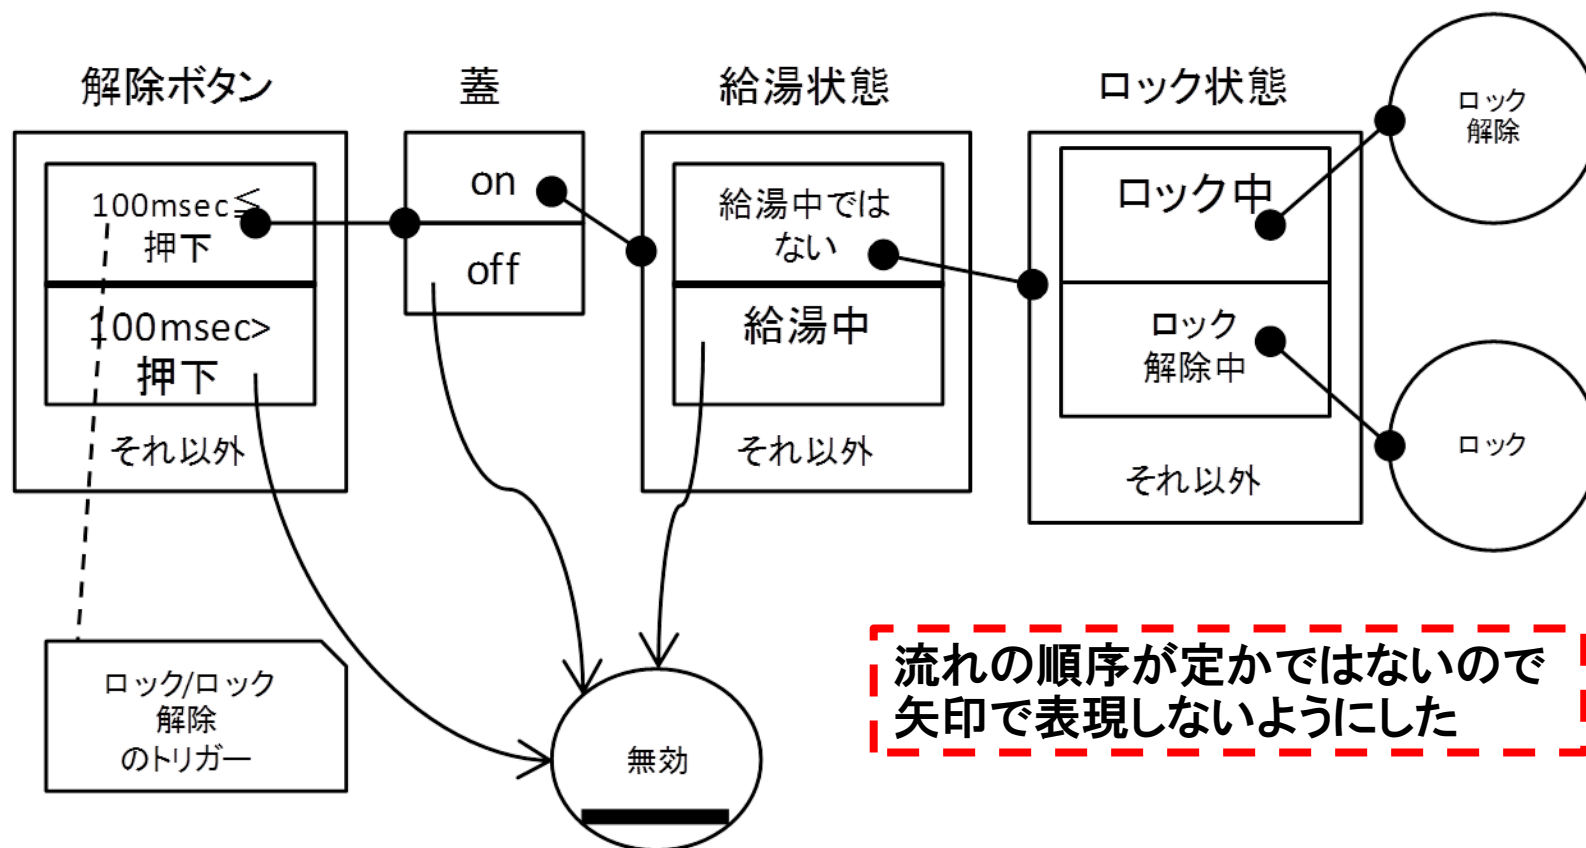 解除ボタン
100msec≦
押下
100msec>
押下
それ以外
蓋
on
off
給湯状態
給湯中では
ない
給湯中
それ以外
ロック状態
ロック中
ロック
解除中
それ以外
ロック
解除
ロック
ロック/ロック
解除
のトリガー
無効
流れの順序が定かではないので
矢印で表現しないようにした